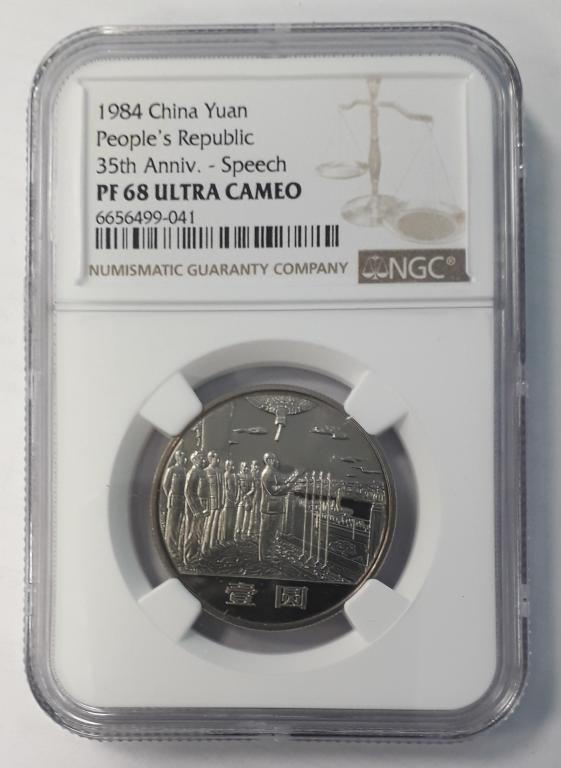 1984 China Yuan
People's Republic
35th Anniv. - Speech
PF 68 ULTRA CAMEO
6656499-041
NUMISMATIC GUARANTY COMPANY NGC®
壹圆